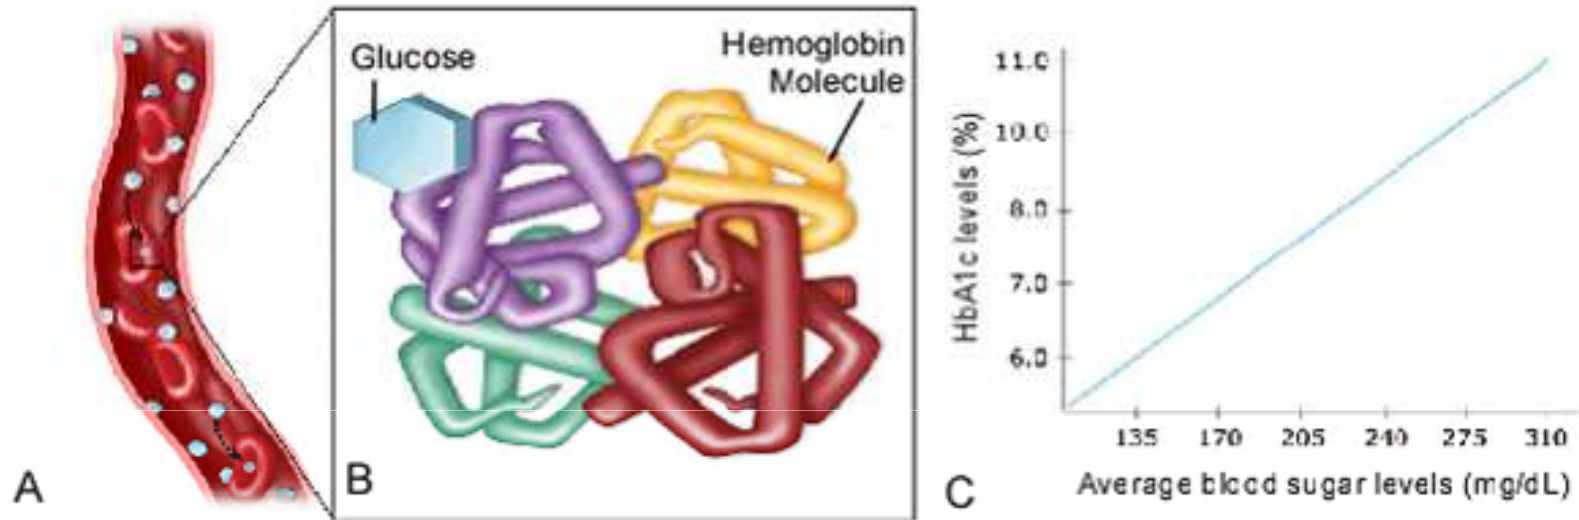 A
Glucose
Hemoglobin
Molecule
B
HbA1c levels (%)
11.0
10.0
8.0
7.0
6.0
135 170 205 240 275 310
Average blood sugar levels (mg/dL)
C